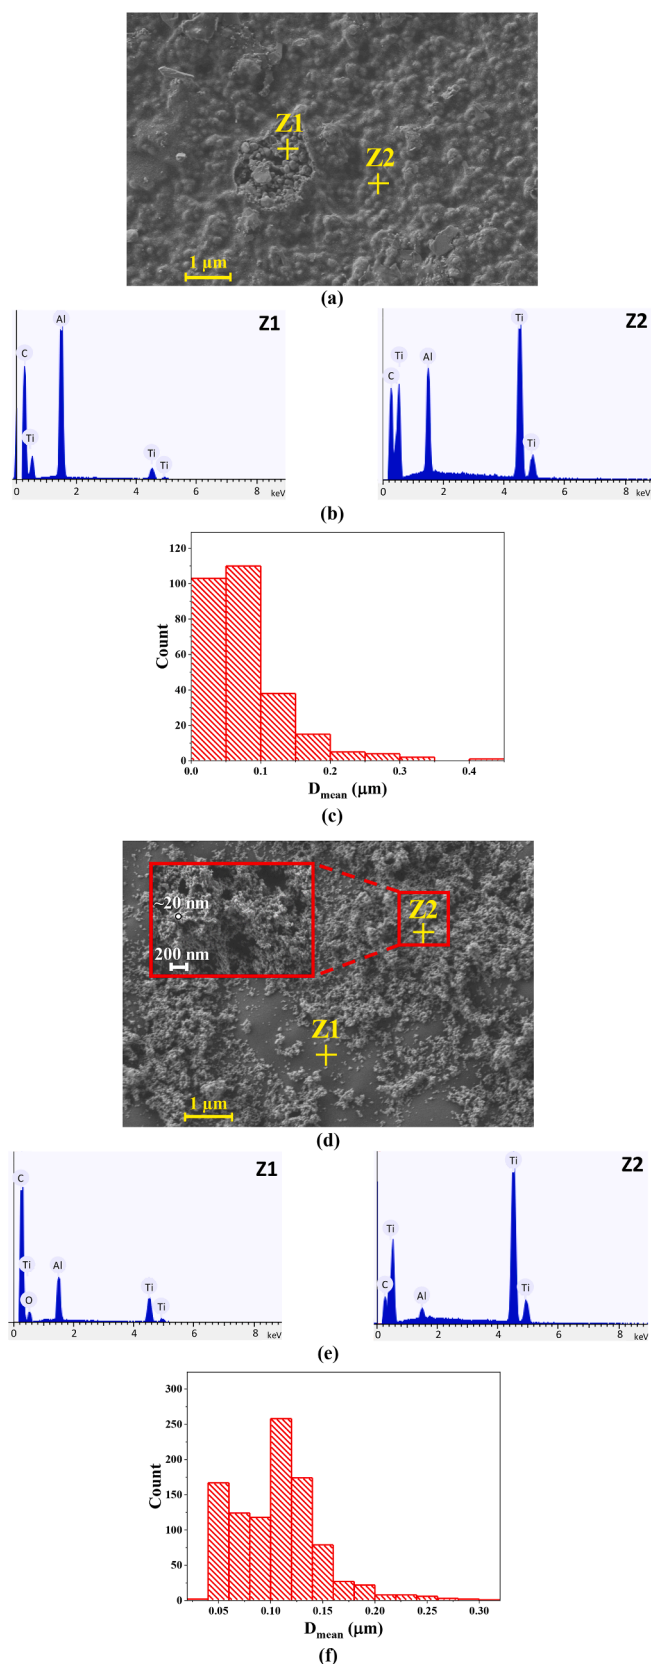 Z1
Z2
1 µm
(a)
Z1
Al
C
Ti
Ti
Ti
0 2 4 6 8 keV
Z2
Ti
Ti
Al
C
Ti
0 2 4 6 8 keV
(b)
120
100
80
60
40
20
0
Count
0.0 0.1 0.2 0.3 0.4
Dmean (µm)
(c)
~20 nm
200 nm
Z2
Z1
1 µm
(d)
Z1
C
Ti
O
Al
Ti
Ti
0 2 4 6 8 keV
Z2
Ti
Ti
C
Al
Ti
0 2 4 6 8 keV
(e)
300
250
200
150
100
50
0
Count
0.05 0.10 0.15 0.20 0.25 0.30
Dmean (µm)
(f)